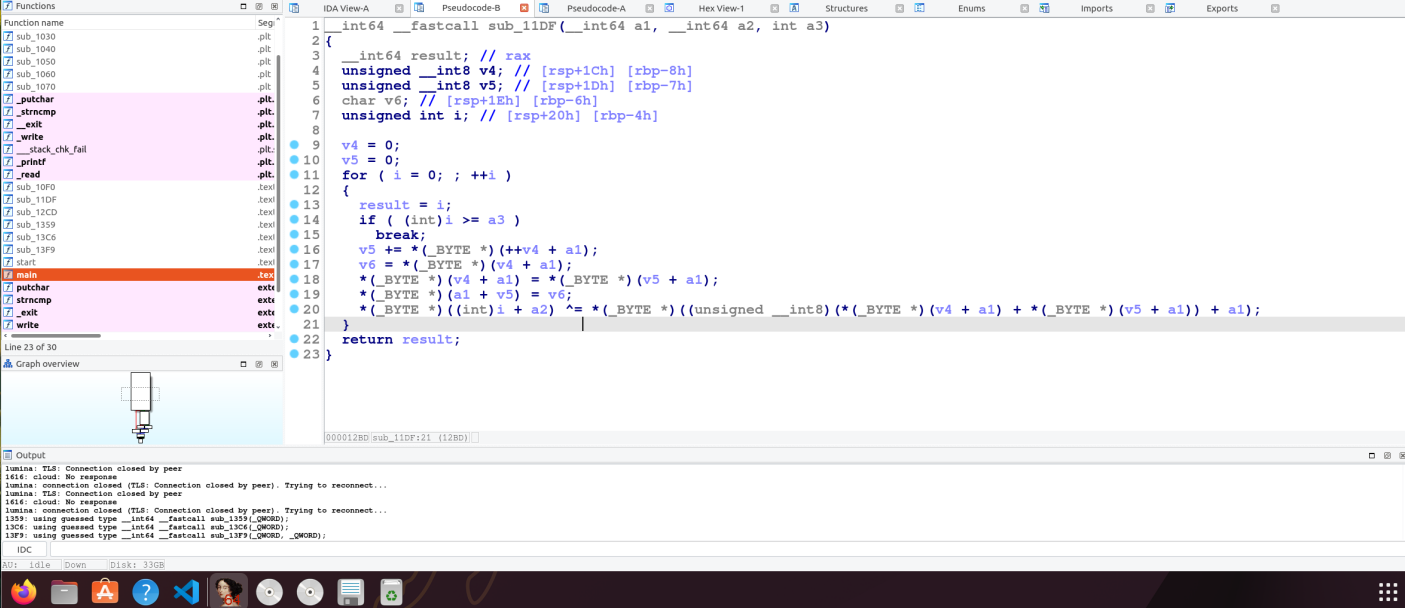 Functions
IDA View-A
Pseudocode-B
Pseudocode-A
Hex View-1
Structures
Enums
Imports
Exports
Function name
Segi
sub_1030 .plt
sub_1040 .plt
sub_1050 .plt
sub_1060 .plt
sub_1070 .plt
_putchar .plt.
_strncmp .plt.
__exit .plt.
_write .plt.
___stack_chk_fail .plt.
_printf .plt.
_read .plt.
sub_10F0 .text
sub_11DF .text
sub_12CD .text
sub_1359 .text
sub_13C6 .text
sub_13F9 .text
start .text
main .tex
putchar exte
strncmp exte
_exit exte
write exte
Line 23 of 30
Graph overview
1 __int64 __fastcall sub_11DF(__int64 a1, __int64 a2, int a3)
2 {
3 __int64 result; // rax
4 unsigned __int8 v4; // [rsp+1Ch] [rbp-8h]
5 unsigned __int8 v5; // [rsp+1Dh] [rbp-7h]
6 char v6; // [rsp+1Eh] [rbp-6h]
7 unsigned int i; // [rsp+20h] [rbp-4h]
8
9 v4 = 0;
10 v5 = 0;
11 for ( i = 0; ; ++i )
12 {
13 result = i;
14 if ( (int)i >= a3 )
15 break;
16 v5 += *(_BYTE *)(++v4 + a1);
17 v6 = *(_BYTE *)(v4 + a1);
18 *(_BYTE *)(v4 + a1) = *(_BYTE *)(v5 + a1);
19 *(_BYTE *)(a1 + v5) = v6;
20 *(_BYTE *)((int)i + a2) ^= *(_BYTE *)((unsigned __int8)(*(_BYTE *)(v4 + a1) + *(_BYTE *)(v5 + a1)) + a1);
21 }
22 return result;
23 }
000012BD sub_11DF:21 (12BD)
Output
lumina: TLS: Connection closed by peer
1616: cloud: No response
lumina: connection closed (TLS: Connection closed by peer). Trying to reconnect...
lumina: TLS: Connection closed by peer
1616: cloud: No response
lumina: connection closed (TLS: Connection closed by peer). Trying to reconnect...
1359: using guessed type __int64 __fastcall sub_1359(_QWORD);
13C6: using guessed type __int64 __fastcall sub_13C6(_QWORD);
13F9: using guessed type __int64 __fastcall sub_13F9(_QWORD, _QWORD);
IDC
AU: idle Down Disk: 33GB